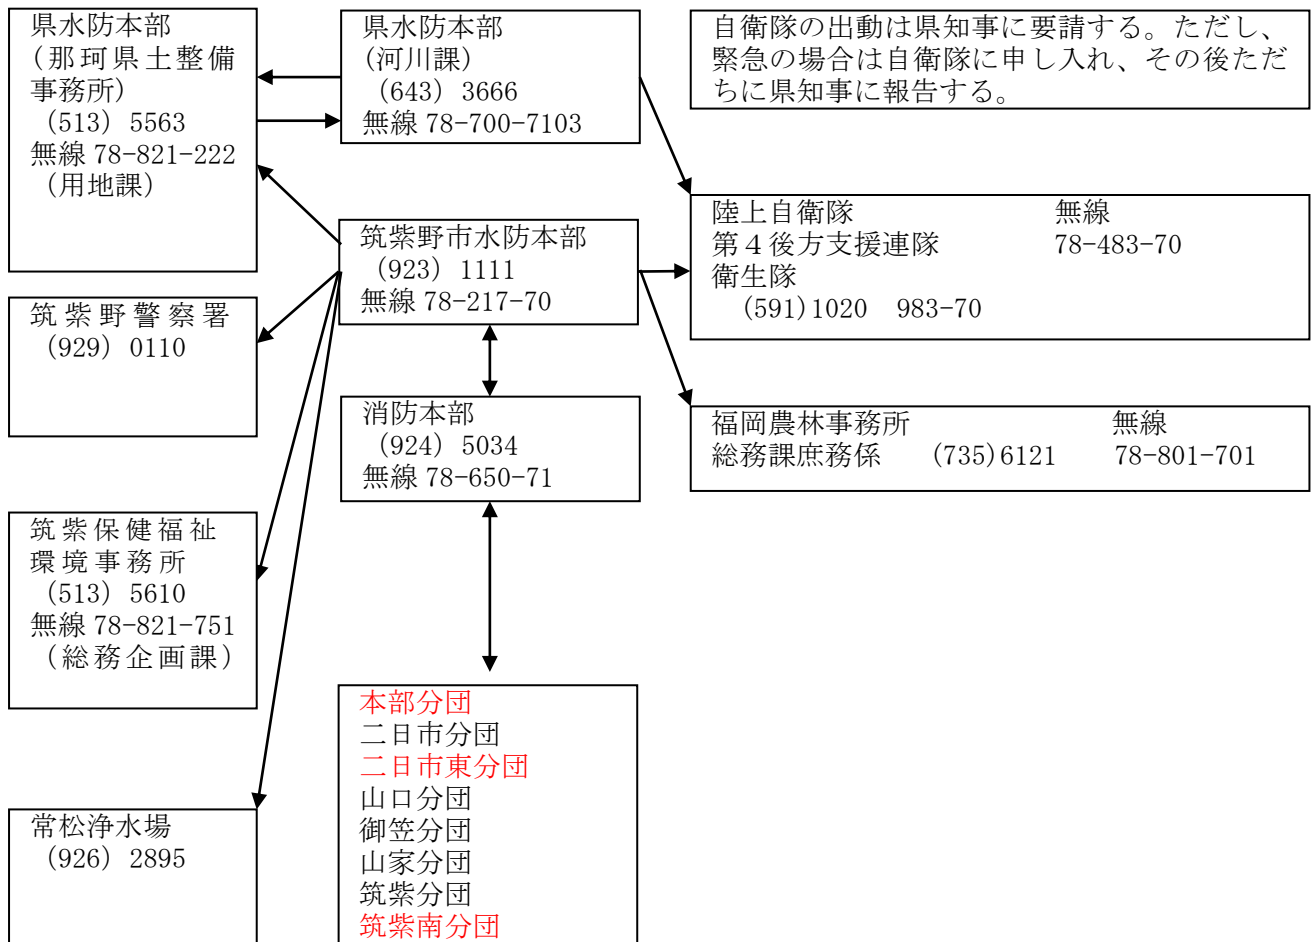 県水防本部
(那珂県土整備
事務所)
(513) 5563
無線 78-821-222
(用地課)
県水防本部
(河川課)
(643) 3666
無線 78-700-7103
自衛隊の出動は県知事に要請する。ただし、
緊急の場合は自衛隊に申し入れ、その後ただ
ちに県知事に報告する。
筑紫野市水防本部
(923) 1111
無線 78-217-70
陸上自衛隊 無線
第4後方支援連隊 78-483-70
衛生隊
(591)1020 983-70
筑紫野警察署
(929) 0110
消防本部
(924) 5034
無線 78-650-71
福岡農林事務所 無線
総務課庶務係 (735)6121 78-801-701
筑紫保健福祉
環境事務所
(513) 5610
無線 78-821-751
(総務企画課)
常松浄水場
(926) 2895
本部分団
二日市分団
二日市東分団
山口分団
御笠分団
山家分団
筑紫分団
筑紫南分団